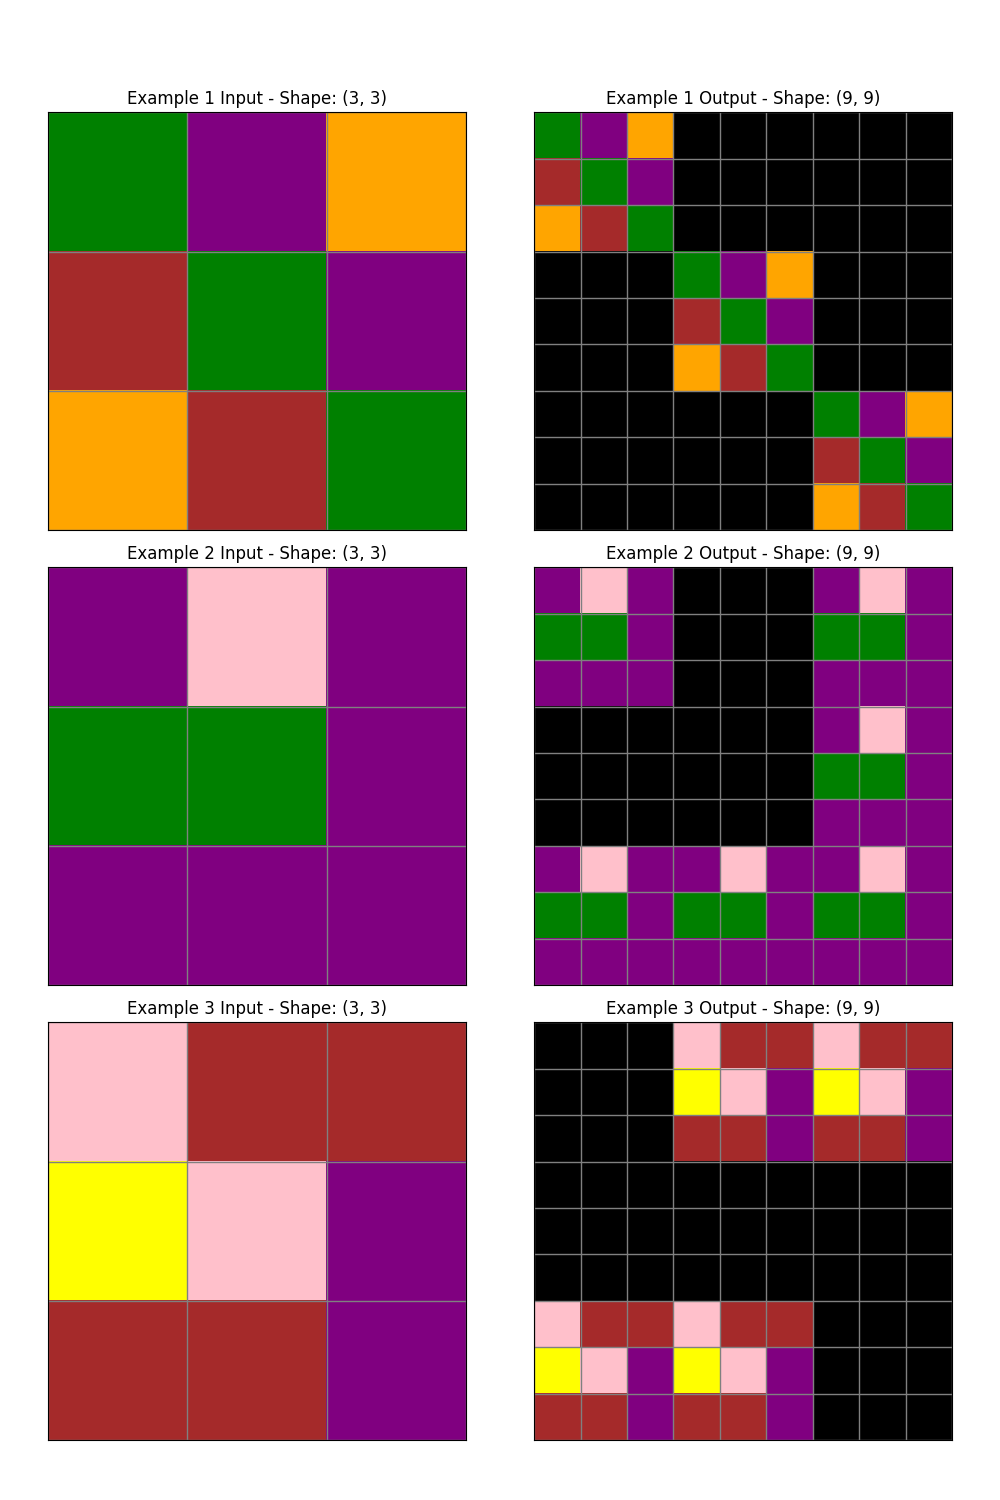 Example 1 Input - Shape: (3, 3)
Example 1 Output - Shape: (9, 9)
Example 2 Input - Shape: (3, 3)
Example 2 Output - Shape: (9, 9)
Example 3 Input - Shape: (3, 3)
Example 3 Output - Shape: (9, 9)